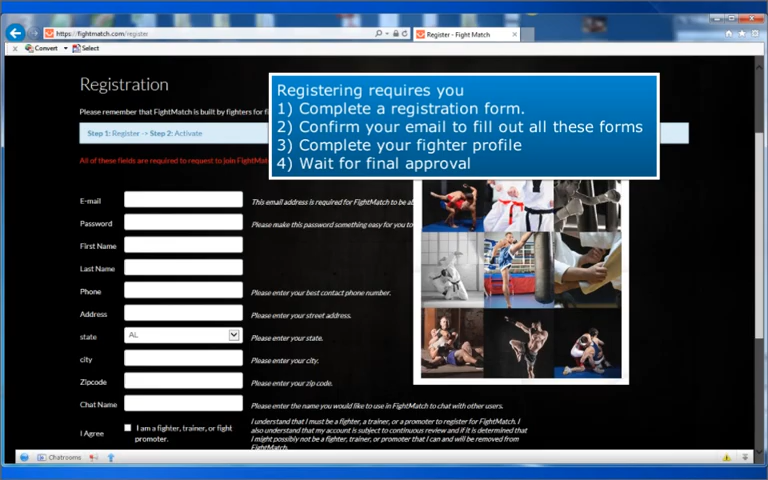 https://fightmatch.com/register
Register - Fight Match
Convert
Select
Registration
Please remember that FightMatch is built by fighters for
Registering requires you
1) Complete a registration form.
2) Confirm your email to fill out all these forms
3) Complete your fighter profile
4) Wait for final approval
Step 1: Register -> Step 2: Activate
All of these fields are required to request to join
E-mail
This email address is required for FightMatch to be
Password
Please make this password something easy for you to
First Name
Last Name
Phone
Please enter your best contact phone number.
Address
Please enter your street address.
state
AL
Please enter your state.
city
Please enter your city.
Zipcode
Please enter your zip code.
Chat Name
Please enter the name you would like to use in FightMatch to chat with other users.
I Agree
I am a fighter, trainer, or fight
promoter.
I understand that I must be a fighter, a trainer, or a promoter to register for FightMatch. I
also understand that my account is subject to continuous review and if it is determined that
I might possibly not be a fighter, trainer, or promoter that I can and will be removed from
FightMatch.
Chatrooms